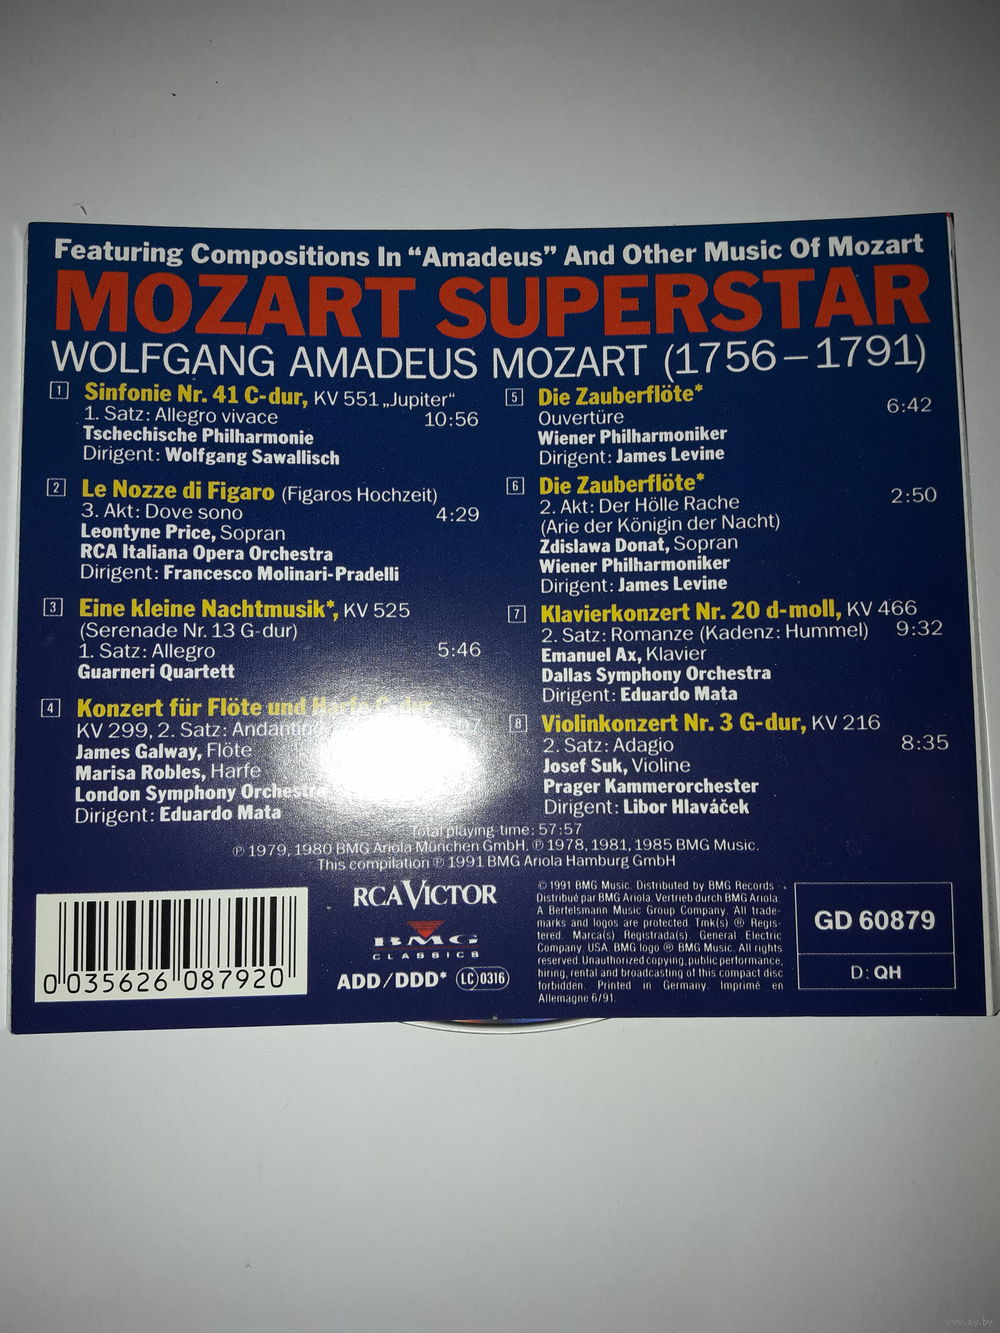 Featuring Compositions In “Amadeus” And Other Music Of Mozart
MOZART SUPERSTAR
WOLFGANG AMADEUS MOZART (1756–1791)
1 Sinfonie Nr. 41 C-dur, KV 551 „Jupiter“
1. Satz: Allegro vivace 10:56
Tschechische Philharmonie
Dirigent: Wolfgang Sawallisch
2 Le Nozze di Figaro (Figaros Hochzeit)
3. Akt: Dove sono 4:29
Leontyne Price, Sopran
RCA Italiana Opera Orchestra
Dirigent: Francesco Molinari-Pradelli
3 Eine kleine Nachtmusik*, KV 525
(Serenade Nr. 13 G-dur)
1. Satz: Allegro 5:46
Guarneri Quartett
4 Konzert für Flöte und Harfe C-dur
KV 299, 2. Satz: Andantino
James Galway, Flöte
Marisa Robles, Harfe
London Symphony Orchestra
Dirigent: Eduardo Mata
5 Die Zauberflöte*
Ouvertüre 6:42
Wiener Philharmoniker
Dirigent: James Levine
6 Die Zauberflöte*
2. Akt: Der Hölle Rache 2:50
(Arie der Königin der Nacht)
Zdislawa Donat, Sopran
Wiener Philharmoniker
Dirigent: James Levine
7 Klavierkonzert Nr. 20 d-moll, KV 466
2. Satz: Romanze (Kadenz: Hummel) 9:32
Emanuel Ax, Klavier
Dallas Symphony Orchestra
Dirigent: Eduardo Mata
8 Violinkonzert Nr. 3 G-dur, KV 216
2. Satz: Adagio 8:35
Josef Suk, Violine
Prager Kammerorchester
Dirigent: Libor Hlaváček
Total playing time: 57:57
℗ 1979, 1980 BMG Ariola München GmbH. ℗ 1978, 1981, 1985 BMG Music.
This compilation ℗ 1991 BMG Ariola Hamburg GmbH
0 035626 087920
RCA VICTOR
BMG
CLASSICS
ADD/DDD* LC 0316
© 1991 BMG Music. Distributed by BMG Records ·
Distribué par BMG Ariola. Vertrieb durch BMG Ariola.
A Bertelsmann Music Group Company. All trade-
marks and logos are protected. Tmk(s) ® Regis-
tered. Marca(s) Registrada(s). General Electric
Company. USA. BMG logo ® BMG Music. All rights
reserved. Unauthorized copying, public performance,
hiring, rental and broadcasting of this compact disc
forbidden. Printed in Germany. Imprimé en
Allemagne 6/91.
GD 60879
D: QH
www.ay.by